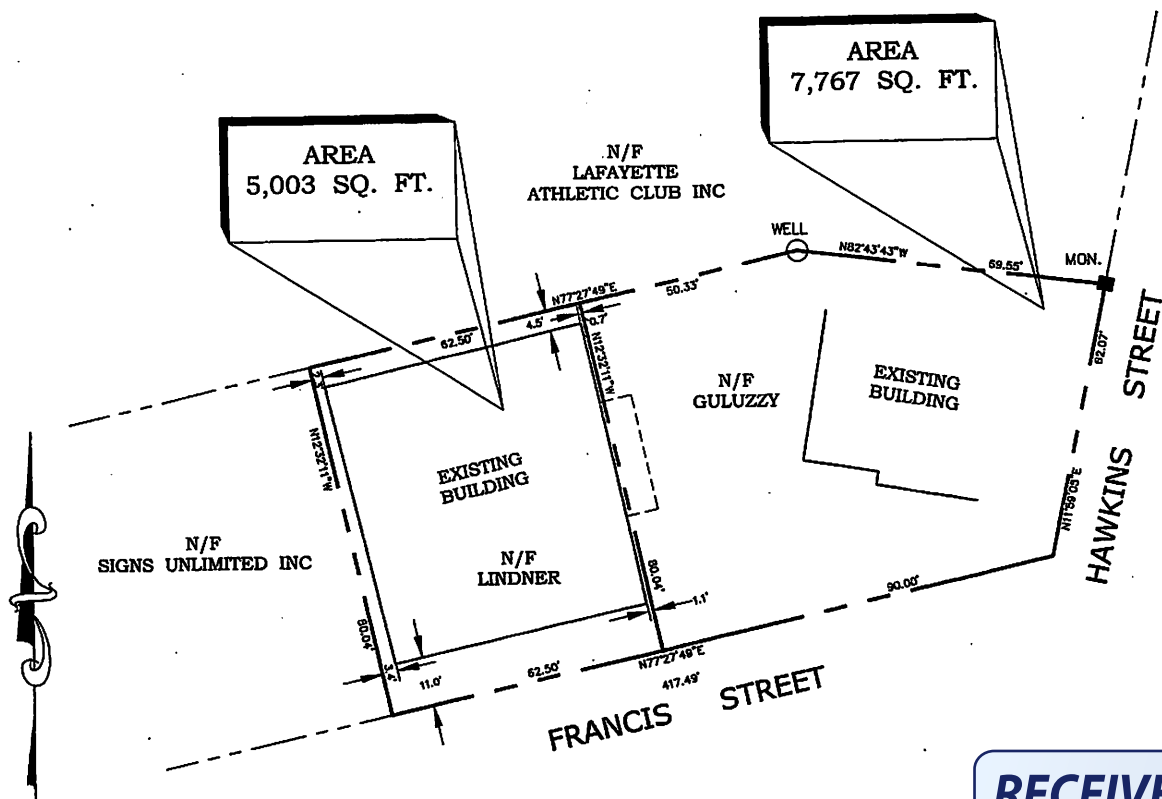 AREA
7,767 SQ. FT.
AREA
5,003 SQ. FT.
N/F
LAFAYETTE
ATHLETIC CLUB INC
WELL
N82°43'43"W
69.55'
MON.
N77°27'49"E
50.33'
4.5'
0.7'
62.50'
N12°32'11"W
62.07'
HAWKINS STREET
N/F
GULUZZY
EXISTING
BUILDING
N12°32'11"W
EXISTING
BUILDING
N11°59'05"E
N/F
SIGNS UNLIMITED INC
N/F
LINDNER
80.04'
90.00'
1.1'
80.04'
3.4'
11.0'
62.50'
N77°27'49"E
417.49'
FRANCIS STREET
RECEIVE